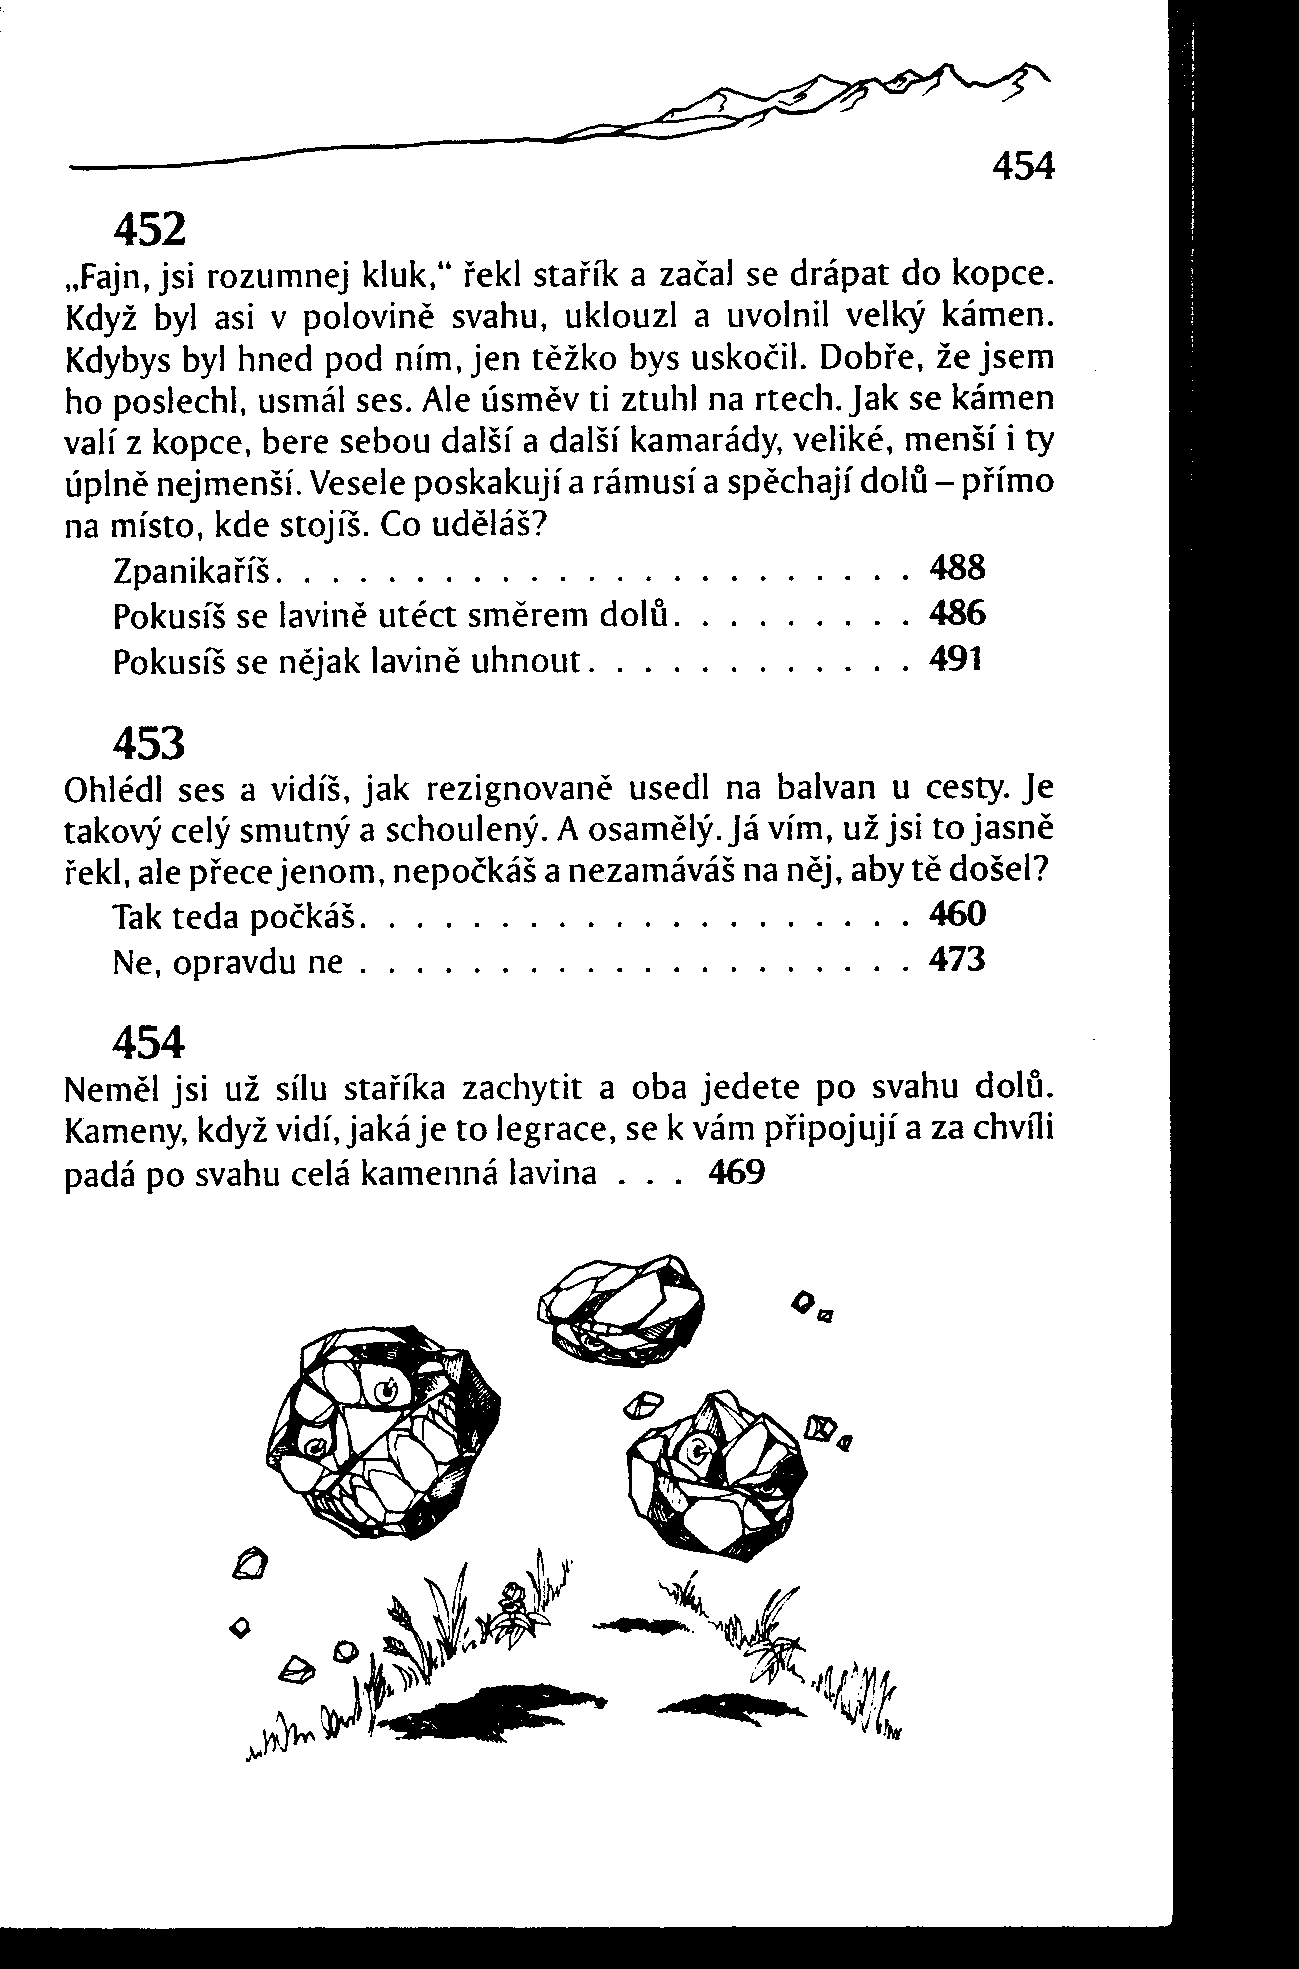 454
452
„Fajn, jsi rozumnej kluk,“ řekl stařík a začal se drápat do kopce.
Když byl asi v polovině svahu, uklouzl a uvolnil velký kámen.
Kdybys byl hned pod ním, jen těžko bys uskočil. Dobře, že jsem
ho poslechl, usmál ses. Ale úsměv ti ztuhl na rtech. Jak se kámen
valí z kopce, bere sebou další a další kamarády, veliké, menší i ty
úplně nejmenší. Vesele poskakují a rámusí a spěchají dolů – přímo
na místo, kde stojíš. Co uděláš?
Zpanikaříš. . . . . . . . . . . . . . . . . . . . . . . 488
Pokusíš se lavině utéct směrem dolů. . . . . . . . . 486
Pokusíš se nějak lavině uhnout. . . . . . . . . . . . 491
453
Ohlédl ses a vidíš, jak rezignovaně usedl na balvan u cesty. Je
takový celý smutný a schoulený. A osamělý. Já vím, už jsi to jasně
řekl, ale přece jenom, nepočkáš a nezamáváš na něj, aby tě došel?
Tak teda počkáš. . . . . . . . . . . . . . . . . . . . 460
Ne, opravdu ne . . . . . . . . . . . . . . . . . . . . 473
454
Neměl jsi už sílu staříka zachytit a oba jedete po svahu dolů.
Kameny, když vidí, jaká je to legrace, se k vám připojují a za chvíli
padá po svahu celá kamenná lavina . . . 469